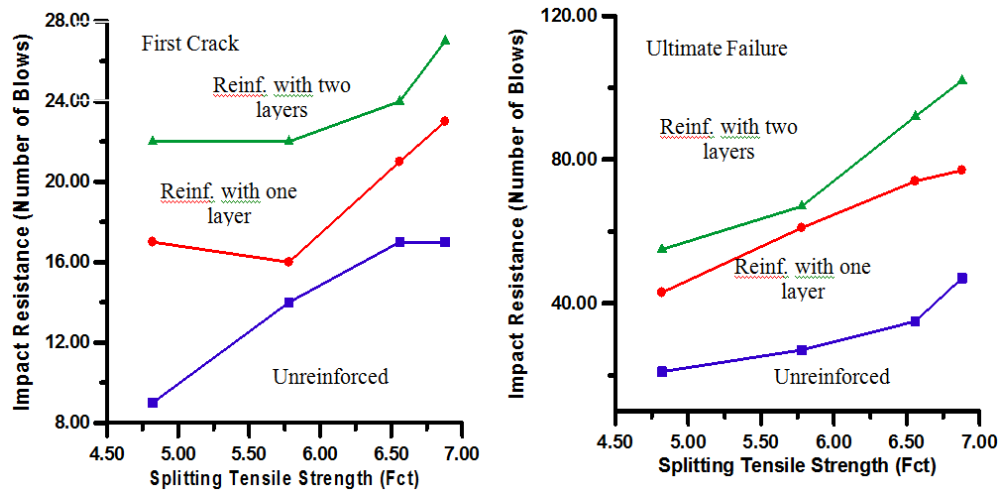 28.00
24.00
20.00
16.00
12.00
8.00
Impact Resistance (Number of Blows)
First Crack
Reinf. with two
layers
Reinf. with one
layer
Unreinforced
4.50 5.00 5.50 6.00 6.50 7.00
Splitting Tensile Strength (Fct)
120.00
80.00
40.00
Impact Resistance (Number of Blows)
Ultimate Failure
Reinf. with two
layers
Reinf. with one
layer
Unreinforced
4.50 5.00 5.50 6.00 6.50 7.00
Splitting Tensile Strength (Fct)